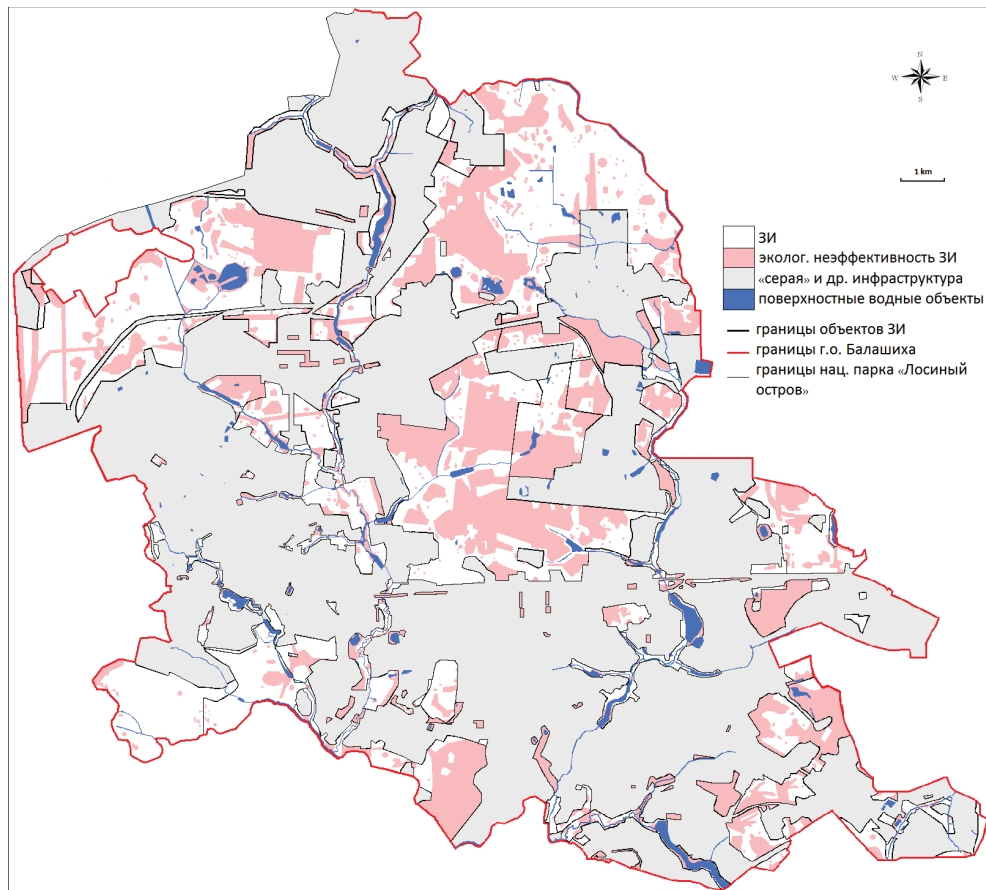 N
W E
S
1 km
ЗИ
эколог. неэффективность ЗИ
«серая» и др. инфраструктура
поверхностные водные объекты
границы объектов ЗИ
границы г.о. Балашиха
границы нац. парка «Лосиный
остров»